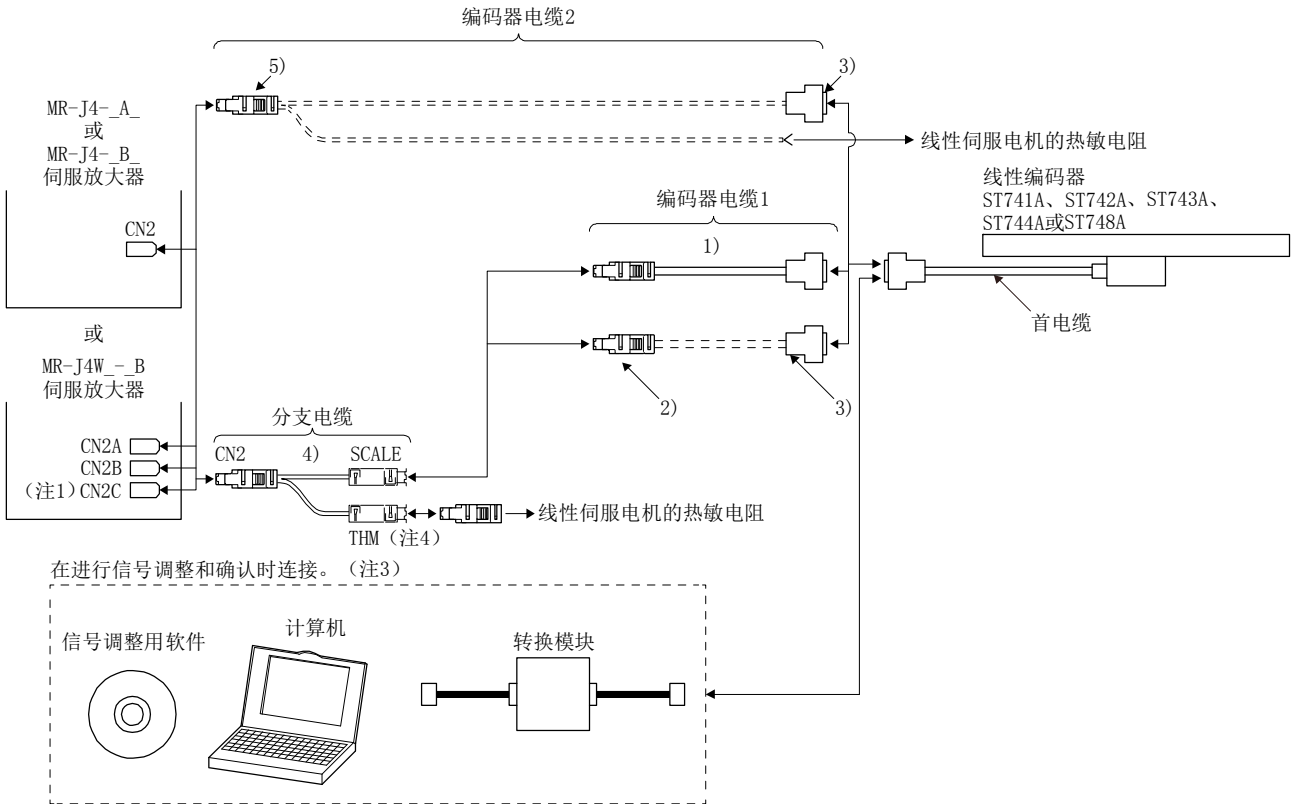 编码器电缆2
5)
3)
MR-J4-_A_
或
MR-J4-_B_
伺服放大器
CN2
线性伺服电机的热敏电阻
线性编码器
ST741A、ST742A、ST743A、
ST744A或ST748A
编码器电缆1
1)
首电缆
2)
3)
或
MR-J4W_-_B
伺服放大器
CN2A
CN2B
(注1)CN2C
分支电缆
CN2
4)
SCALE
THM(注4)
线性伺服电机的热敏电阻
在进行信号调整和确认时连接。(注3)
信号调整用软件
计算机
转换模块